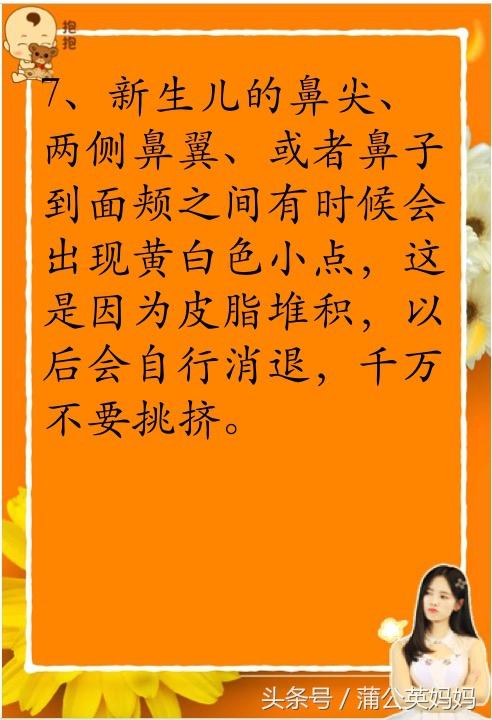 抱抱
7、新生儿的鼻尖、
两侧鼻翼、或者鼻子
到面颊之间有时候会
出现黄白色小点，这
是因为皮脂堆积，以
后会自行消退，千万
不要挑挤。
头条号 / 蒲公英妈妈